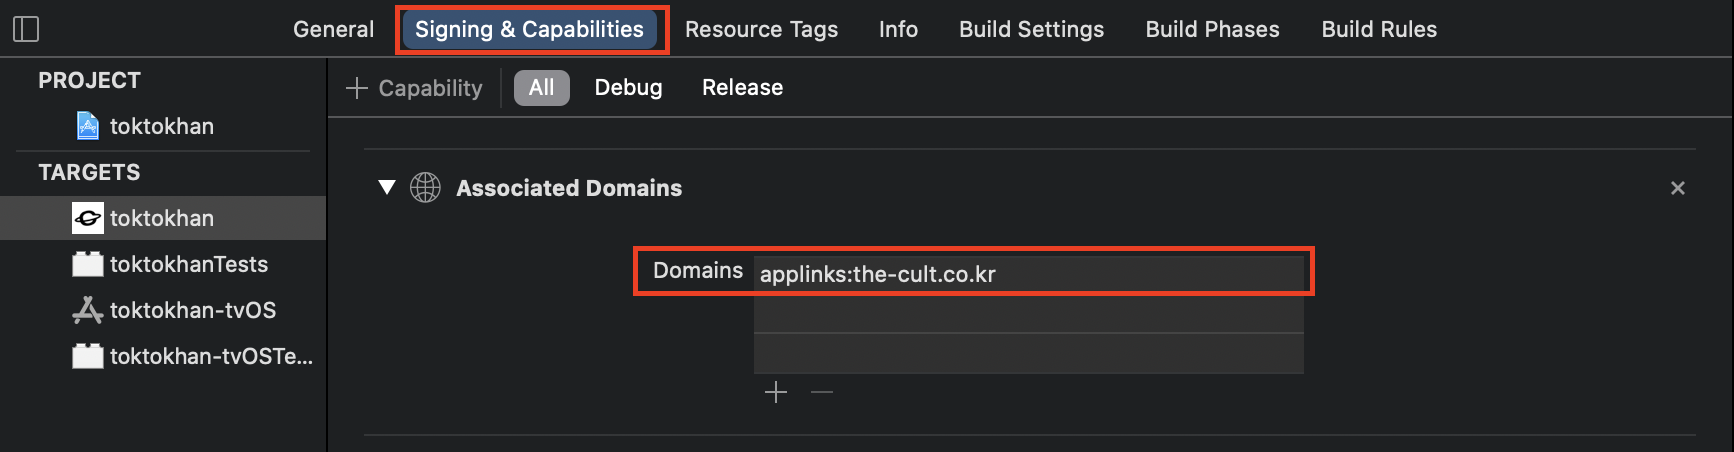 General Signing & Capabilities Resource Tags Info Build Settings Build Phases Build Rules
PROJECT
toktokhan
TARGETS
toktokhan
toktokhanTests
toktokhan-tvOS
toktokhan-tvOSTe...
+ Capability All Debug Release
Associated Domains
Domains applinks:the-cult.co.kr